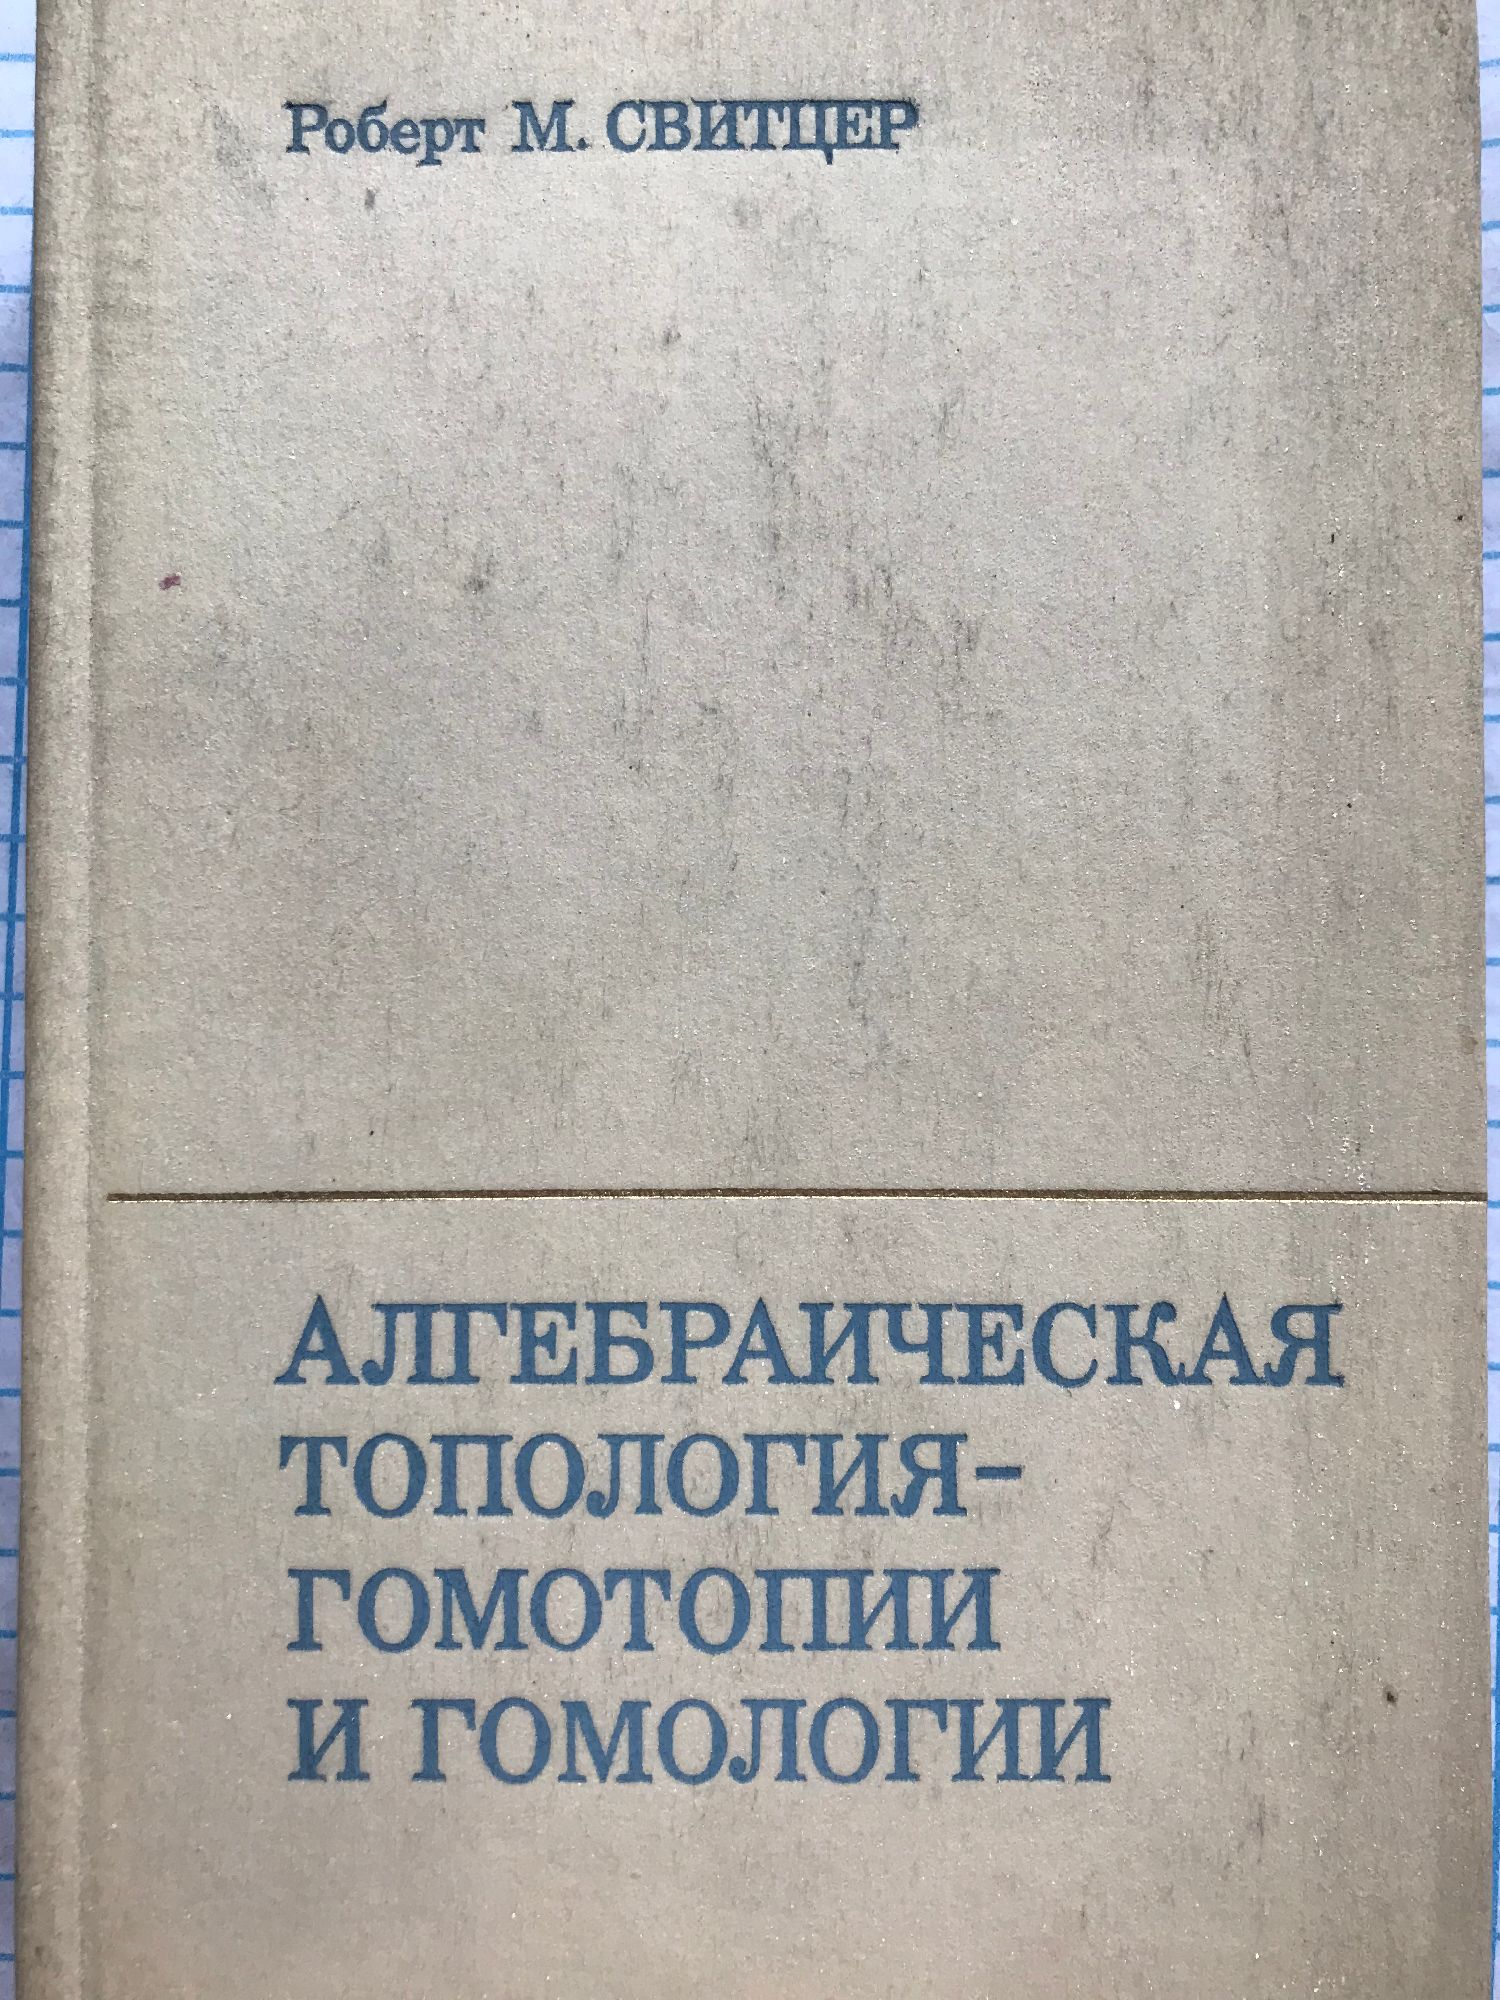 Роберт М. СВИТЦЕР
АЛГЕБРАИЧЕСКАЯ
ТОПОЛОГИЯ-
ГОМОТОПИИ
И ГОМОЛОГИИ